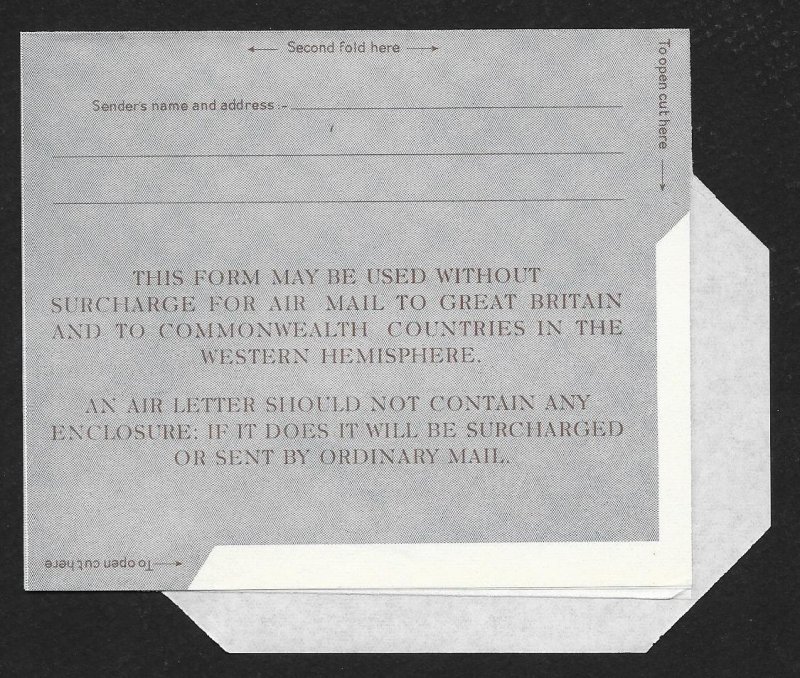 Second fold here
To open cut here
Sender's name and address :-
THIS FORM MAY BE USED WITHOUT
SURCHARGE FOR AIR MAIL TO GREAT BRITAIN
AND TO COMMONWEALTH COUNTRIES IN THE
WESTERN HEMISPHERE.
AN AIR LETTER SHOULD NOT CONTAIN ANY
ENCLOSURE; IF IT DOES IT WILL BE SURCHARGED
OR SENT BY ORDINARY MAIL.
To open cut here